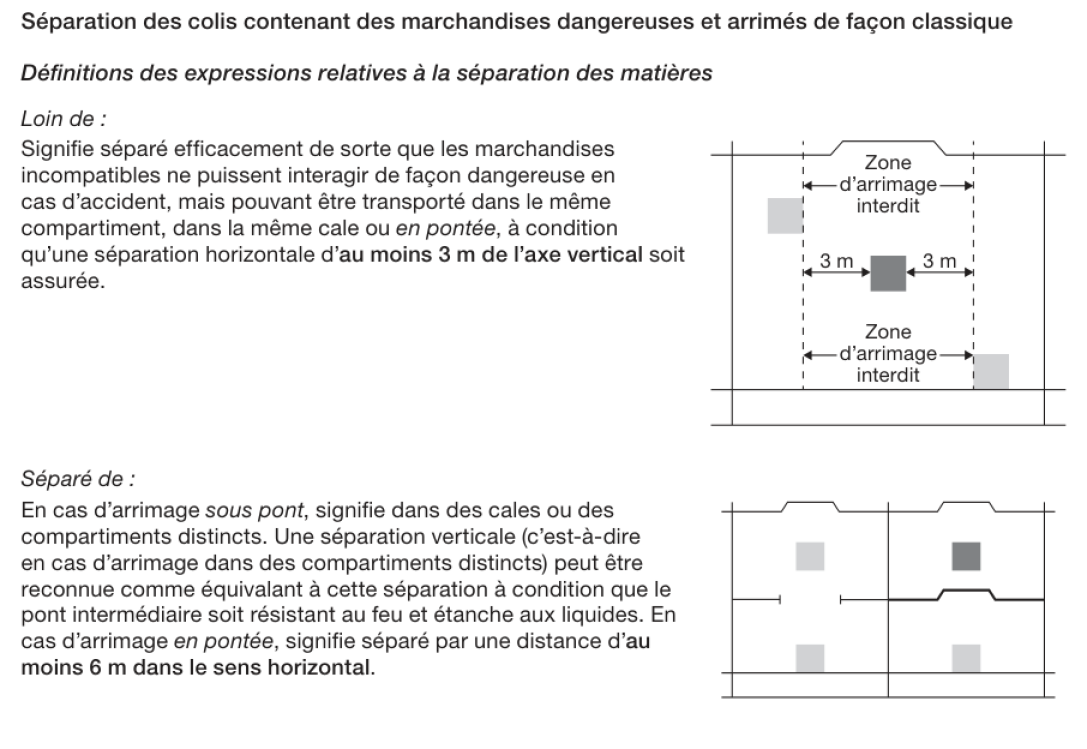 Séparation des colis contenant des marchandises dangereuses et arrimés de façon classique
Définitions des expressions relatives à la séparation des matières
Loin de :
Signifie séparé efficacement de sorte que les marchandises
incompatibles ne puissent interagir de façon dangereuse en
cas d’accident, mais pouvant être transporté dans le même
compartiment, dans la même cale ou en pontée, à condition
qu’une séparation horizontale d’au moins 3 m de l’axe vertical soit
assurée.
Zone
d’arrimage
interdit
3 m
3 m
Zone
d’arrimage
interdit
Séparé de :
En cas d’arrimage sous pont, signifie dans des cales ou des
compartiments distincts. Une séparation verticale (c’est-à-dire
en cas d’arrimage dans des compartiments distincts) peut être
reconnue comme équivalant à cette séparation à condition que le
pont intermédiaire soit résistant au feu et étanche aux liquides. En
cas d’arrimage en pontée, signifie séparé par une distance d’au
moins 6 m dans le sens horizontal.